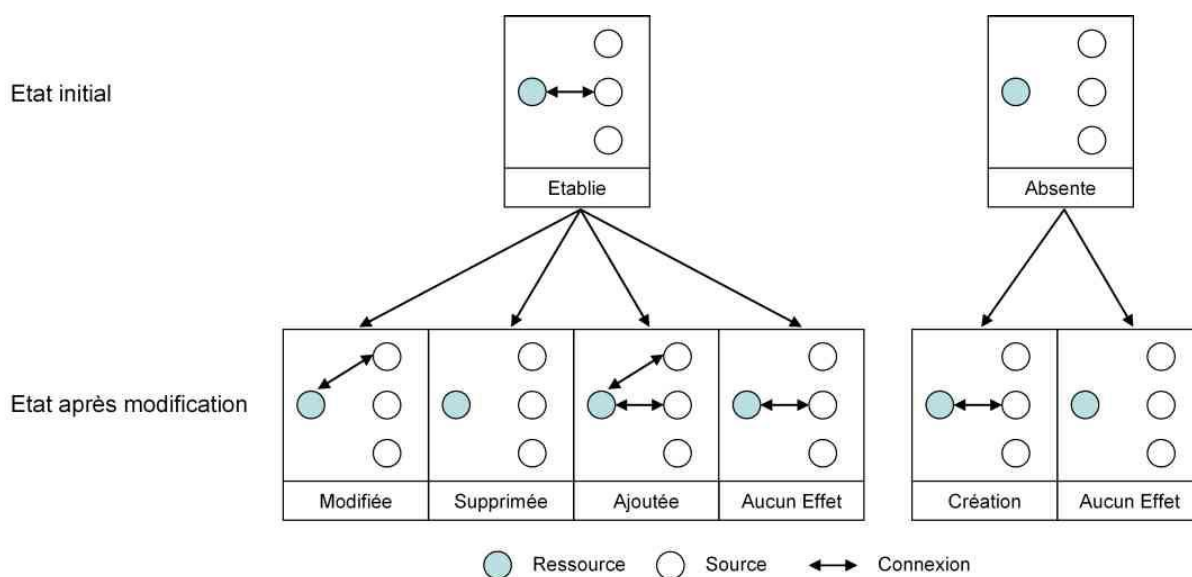 Etat initial
Etablie
Absente
Etat après modification
Modifiée
Supprimée
Ajoutée
Aucun Effet
Création
Aucun Effet
Ressource
Source
Connexion